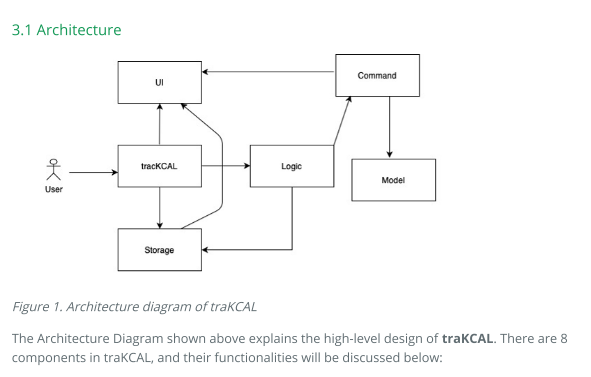 3.1 Architecture
UI
Command
tracKCAL
Logic
Model
User
Storage
Figure 1. Architecture diagram of traKCAL
The Architecture Diagram shown above explains the high-level design of traKCAL. There are 8
components in traKCAL, and their functionalities will be discussed below: